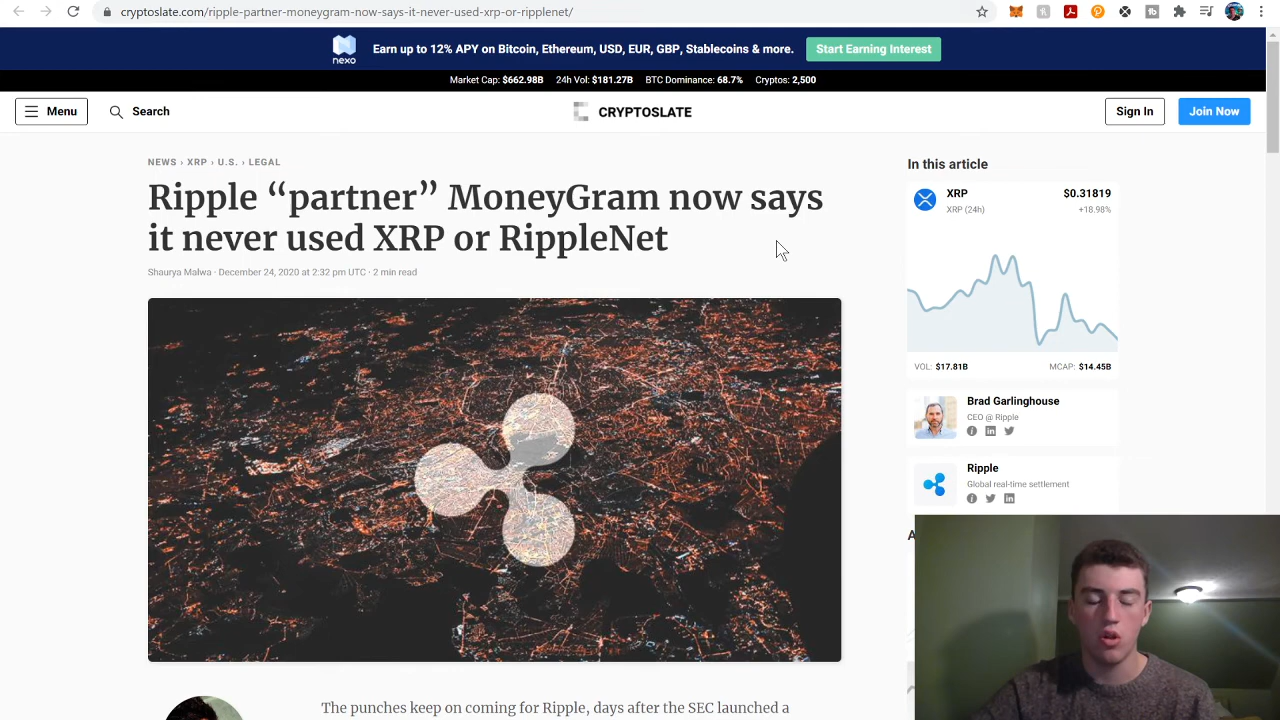 cryptoslate.com/ripple-partner-moneygram-now-says-it-never-used-xrp-or-ripplenet/
nexo
Earn up to 12% APY on Bitcoin, Ethereum, USD, EUR, GBP, Stablecoins & more.
Start Earning Interest
Market Cap: $662.98B 24h Vol: $181.27B BTC Dominance: 68.7% Cryptos: 2,500
Menu
Search
CRYPTOSLATE
Sign In
Join Now
NEWS › XRP › U.S. › LEGAL
Ripple “partner” MoneyGram now says
it never used XRP or RippleNet
Shaurya Malwa · December 24, 2020 at 2:32 pm UTC · 2 min read
The punches keep on coming for Ripple, days after the SEC launched a
In this article
XRP $0.31819
XRP (24h) +18.98%
VOL: $17.81B MCAP: $14.45B
Brad Garlinghouse
CEO @ Ripple
Ripple
Global real-time settlement